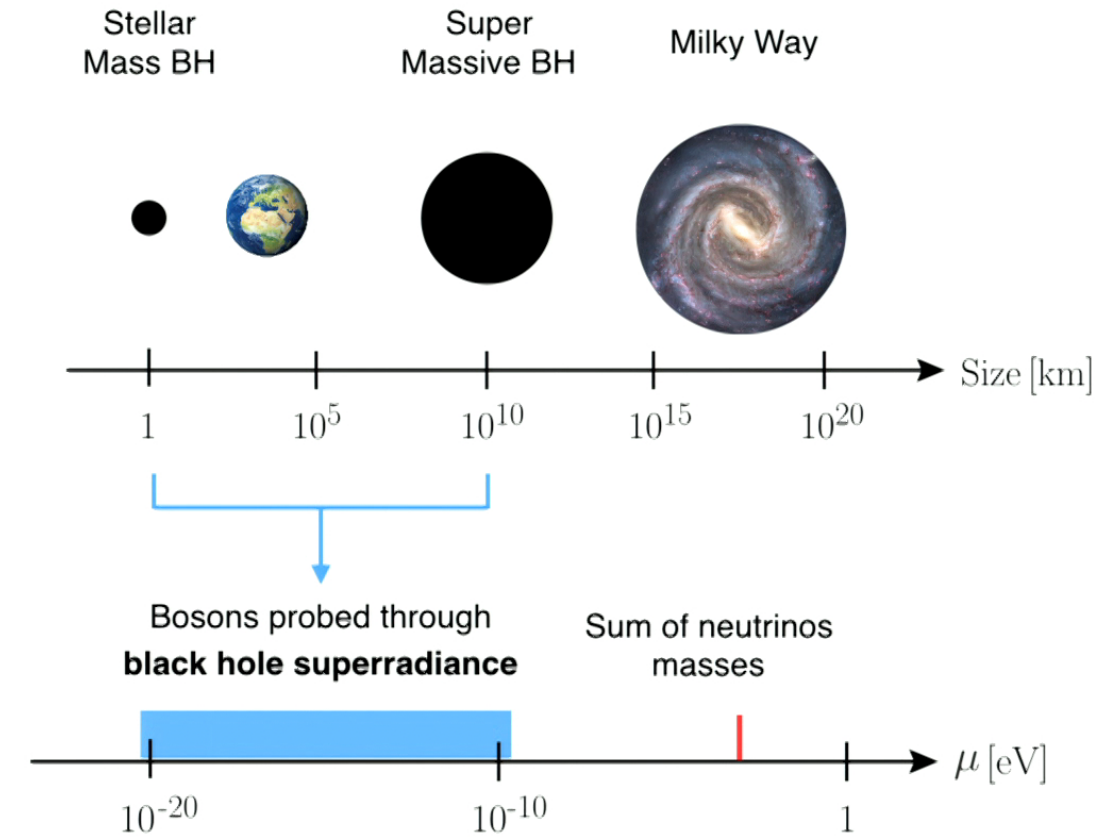 Stellar
Mass BH
Super
Massive BH
Milky Way
Size [km]
1
10^5
10^10
10^15
10^20
Bosons probed through
black hole superradiance
Sum of neutrinos
masses
μ [eV]
10^-20
10^-10
1